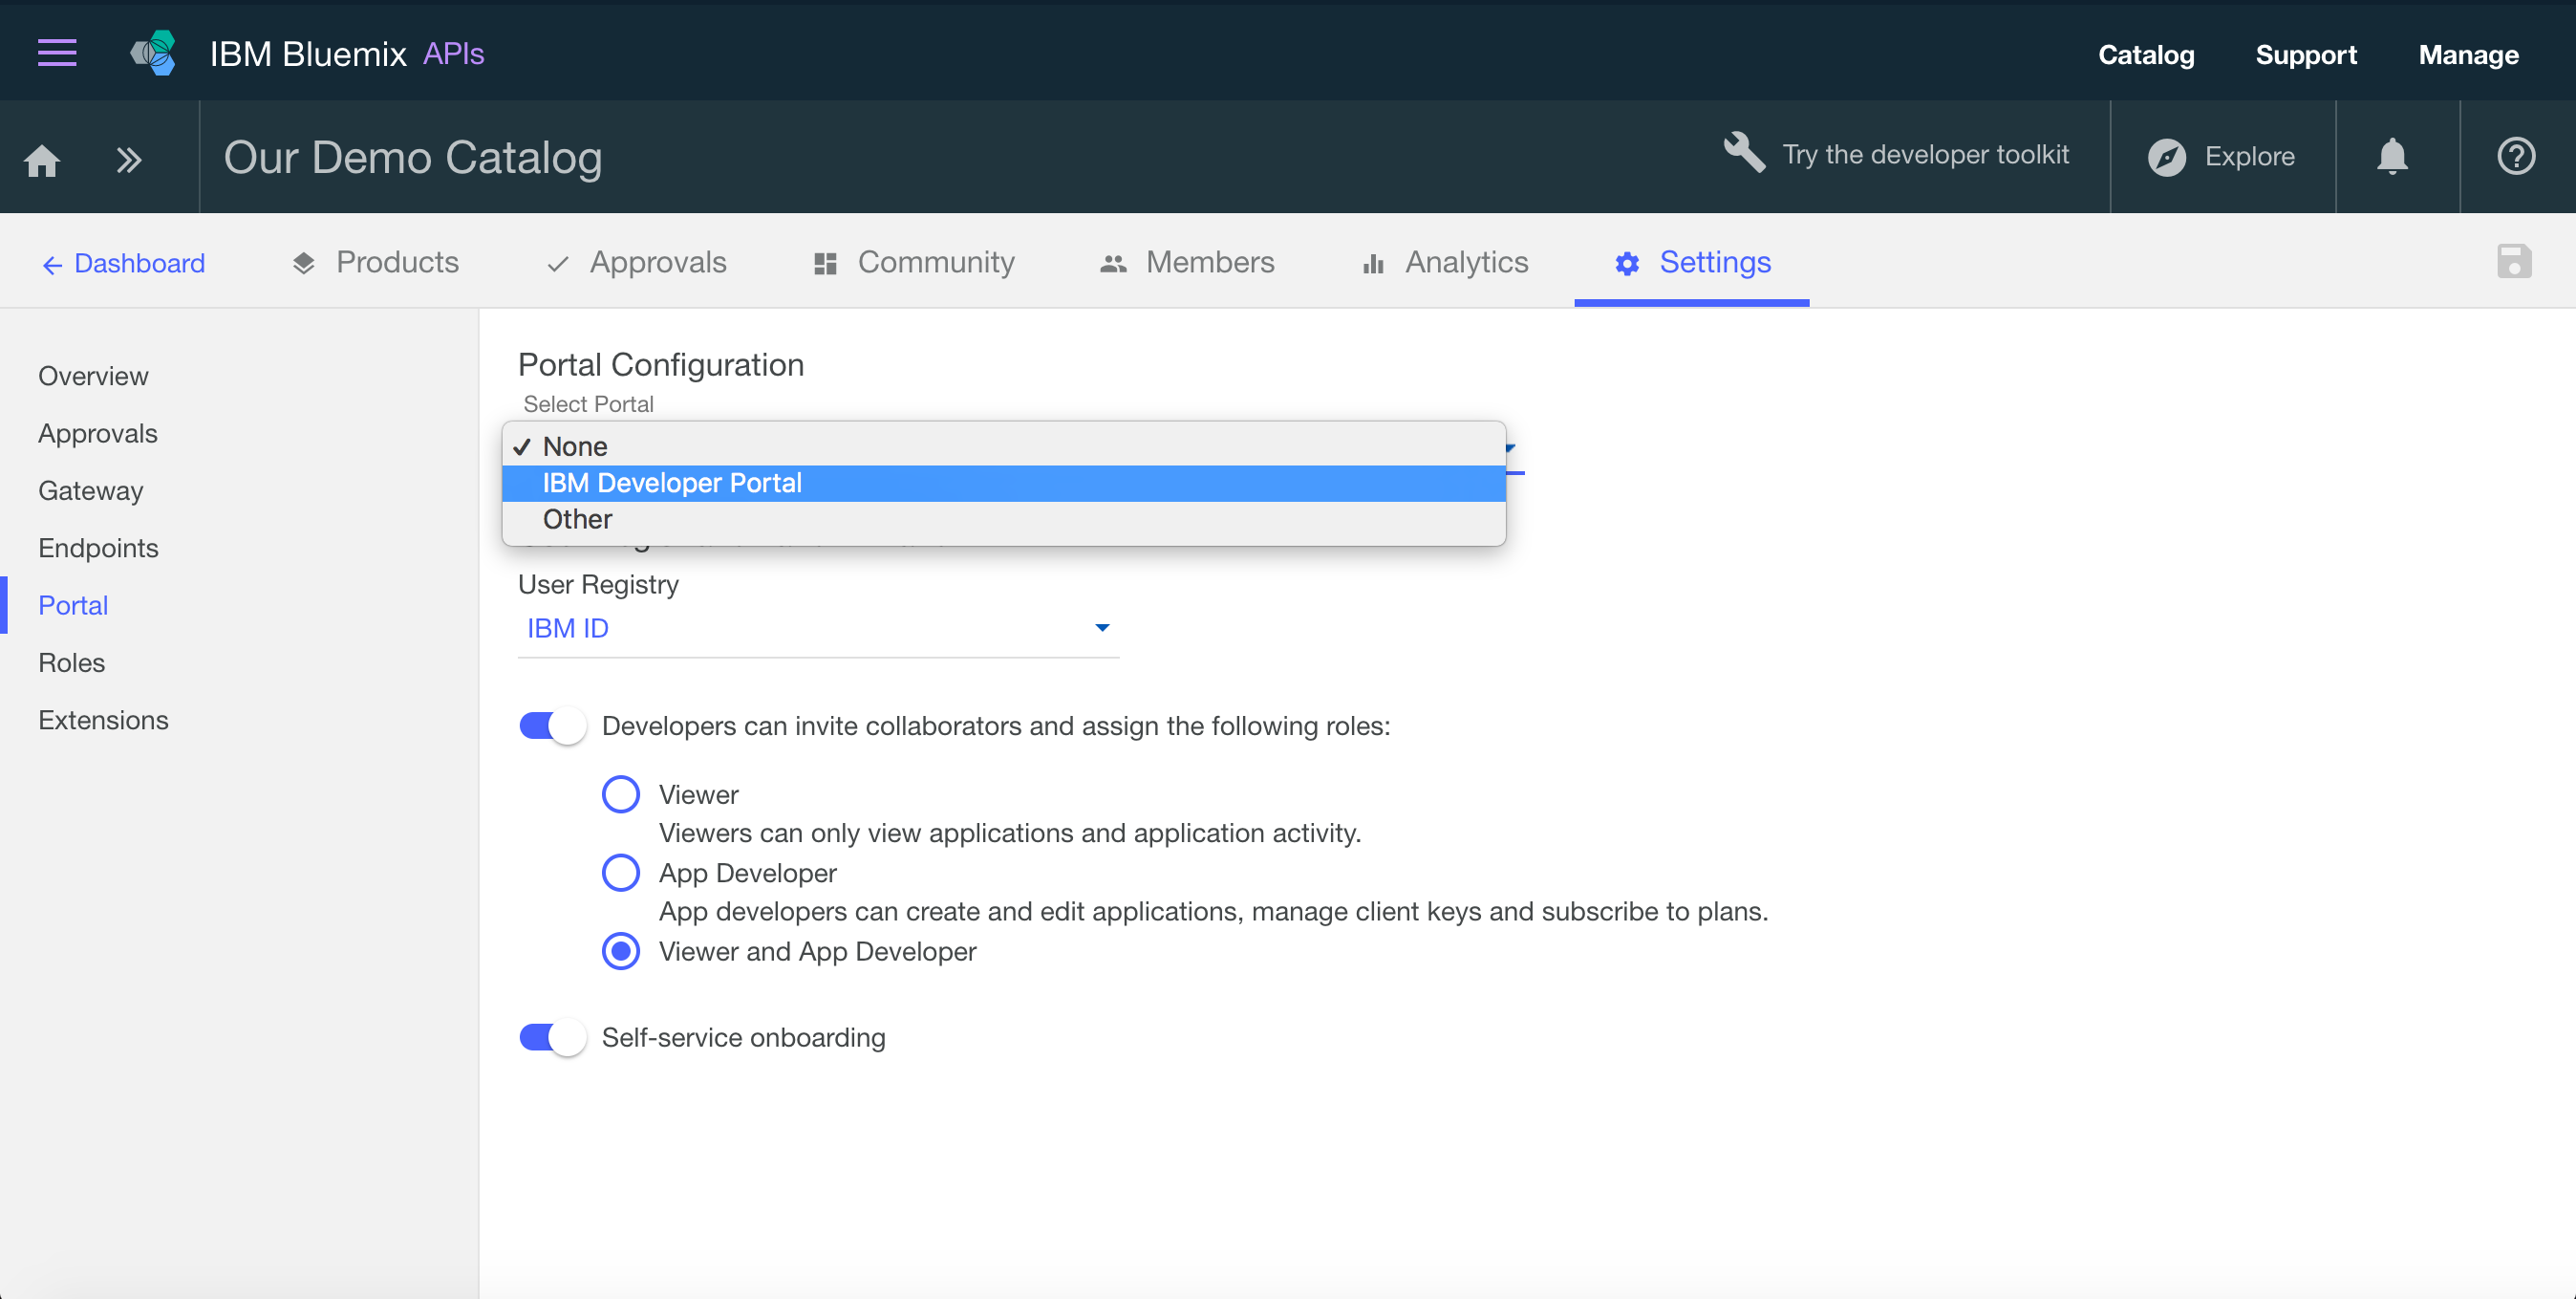 IBM Bluemix APIs
Catalog Support Manage
Our Demo Catalog
Try the developer toolkit
Explore
Dashboard Products Approvals Community Members Analytics Settings
Overview
Approvals
Gateway
Endpoints
Portal
Roles
Extensions
Portal Configuration
Select Portal
None
IBM Developer Portal
Other
User Registry
IBM ID
Developers can invite collaborators and assign the following roles:
Viewer
Viewers can only view applications and application activity.
App Developer
App developers can create and edit applications, manage client keys and subscribe to plans.
Viewer and App Developer
Self-service onboarding